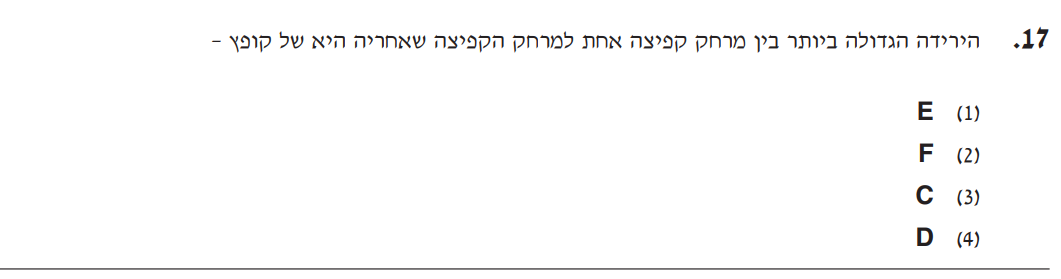 17. הירידה הגדולה ביותר בין מרחק קפיצה אחת למרחק הקפיצה שאחריה היא של קופץ –
(1) E
(2) F
(3) C
(4) D